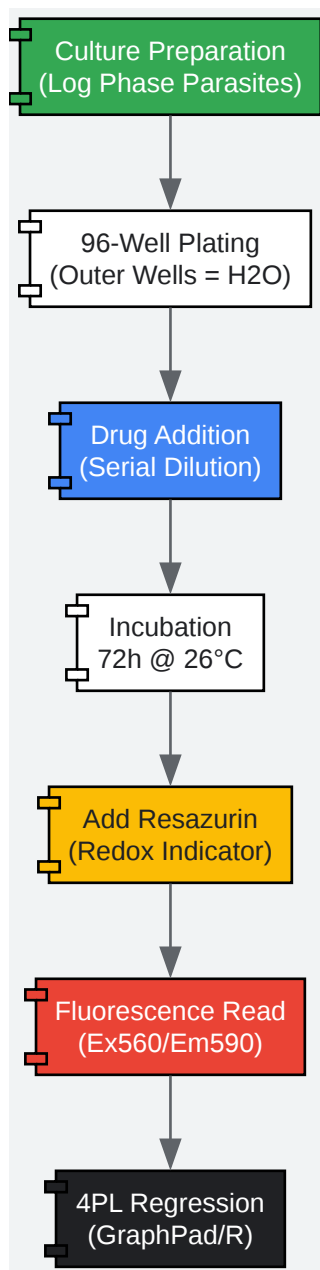 Culture Preparation
(Log Phase Parasites)
96-Well Plating
(Outer Wells = H2O)
Drug Addition
(Serial Dilution)
Incubation
72h @ 26°C
Add Resazurin
(Redox Indicator)
Fluorescence Read
(Ex560/Em590)
4PL Regression
(GraphPad/R)